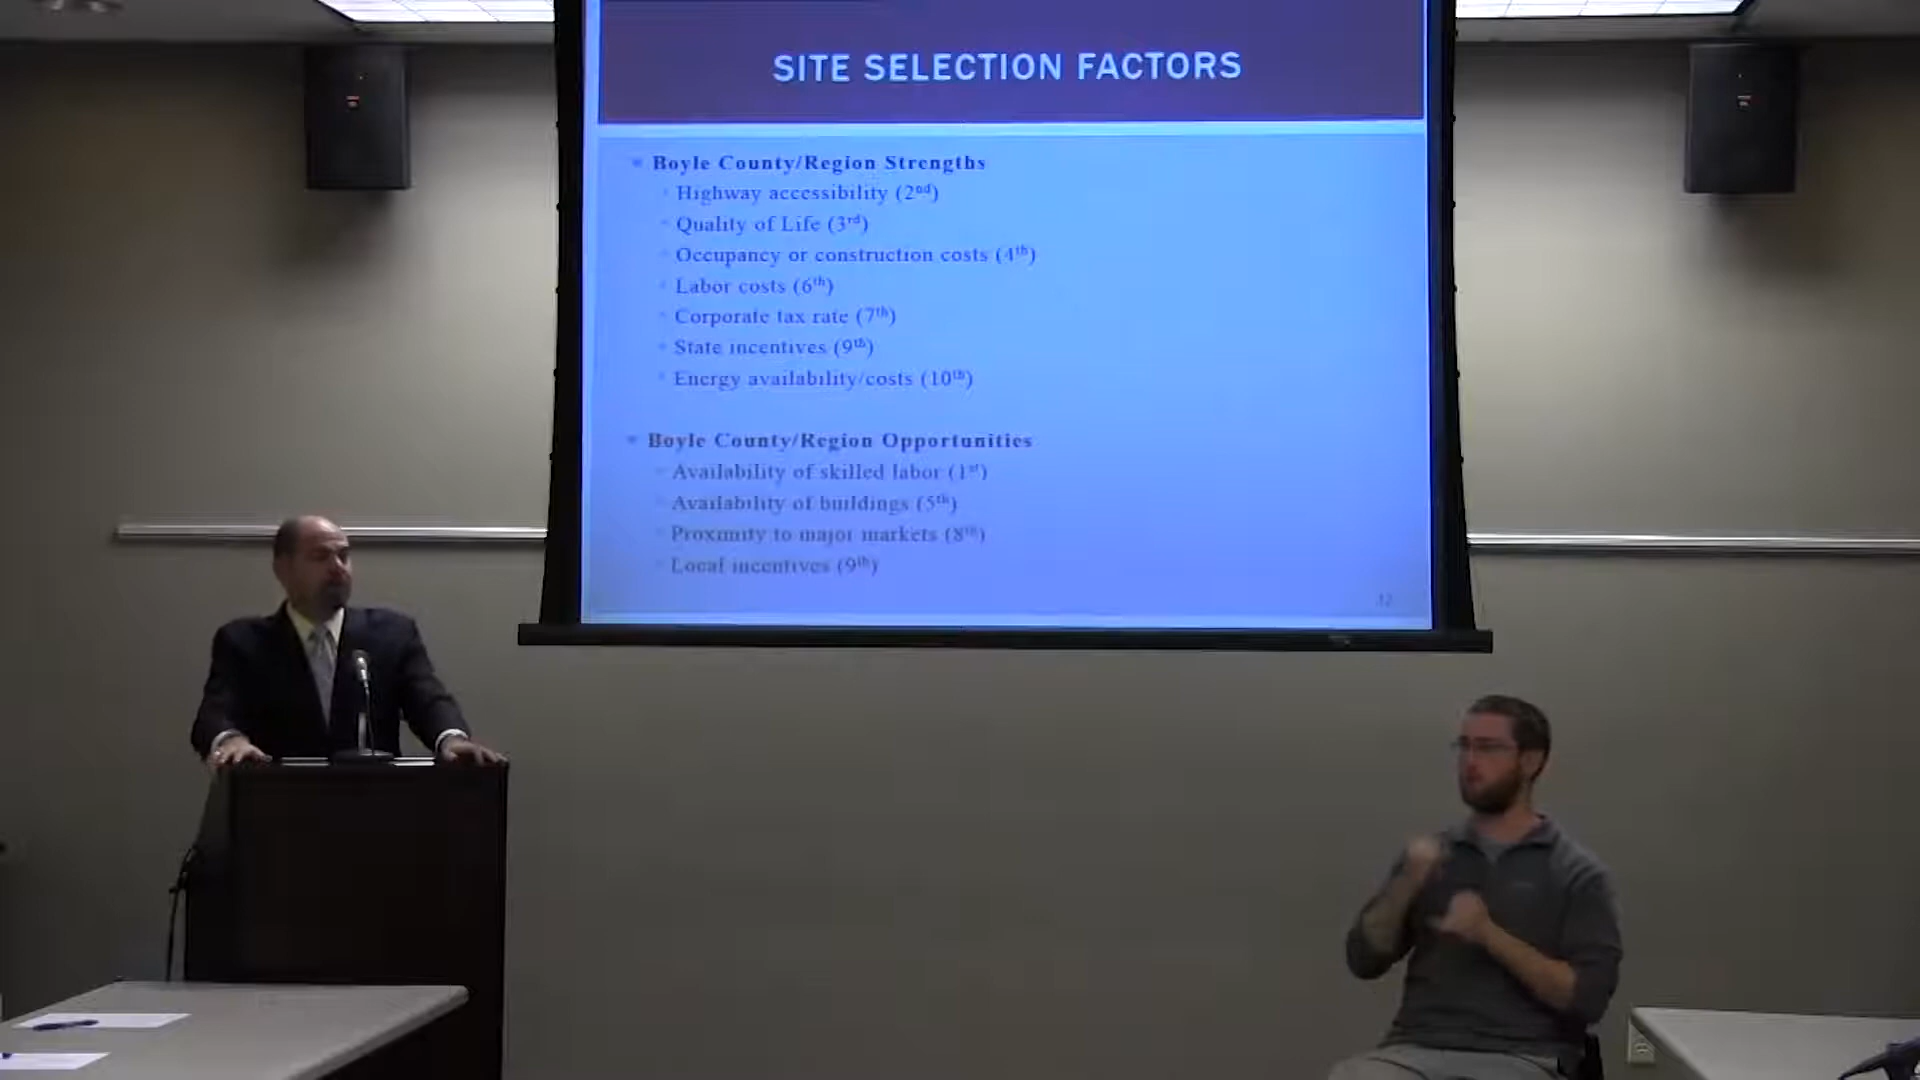 SITE SELECTION FACTORS
Boyle County/Region Strengths
Highway accessibility (2nd)
Quality of Life (3rd)
Occupancy or construction costs (4th)
Labor costs (6th)
Corporate tax rate (7th)
State incentives (9th)
Energy availability/costs (10th)
Boyle County/Region Opportunities
Availability of skilled labor (1st)
Availability of buildings (5th)
Proximity to major markets (8th)
Local incentives (9th)